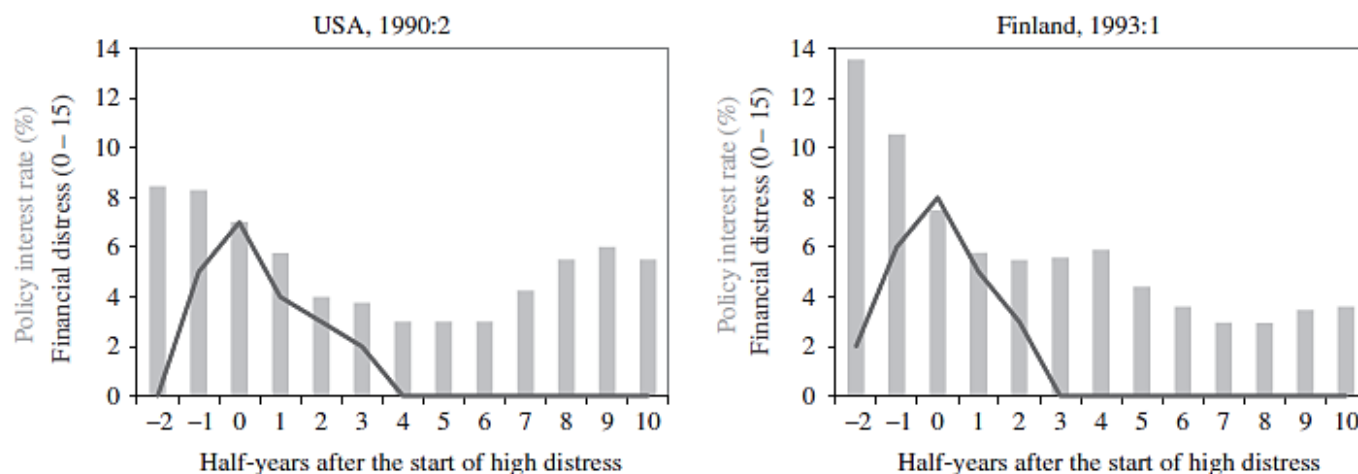 USA, 1990:2
Policy interest rate (%)
Financial distress (0 – 15)
14
12
10
8
6
4
2
0
–2 –1 0 1 2 3 4 5 6 7 8 9 10
Half-years after the start of high distress
Finland, 1993:1
Policy interest rate (%)
Financial distress (0 – 15)
14
12
10
8
6
4
2
0
–2 –1 0 1 2 3 4 5 6 7 8 9 10
Half-years after the start of high distress